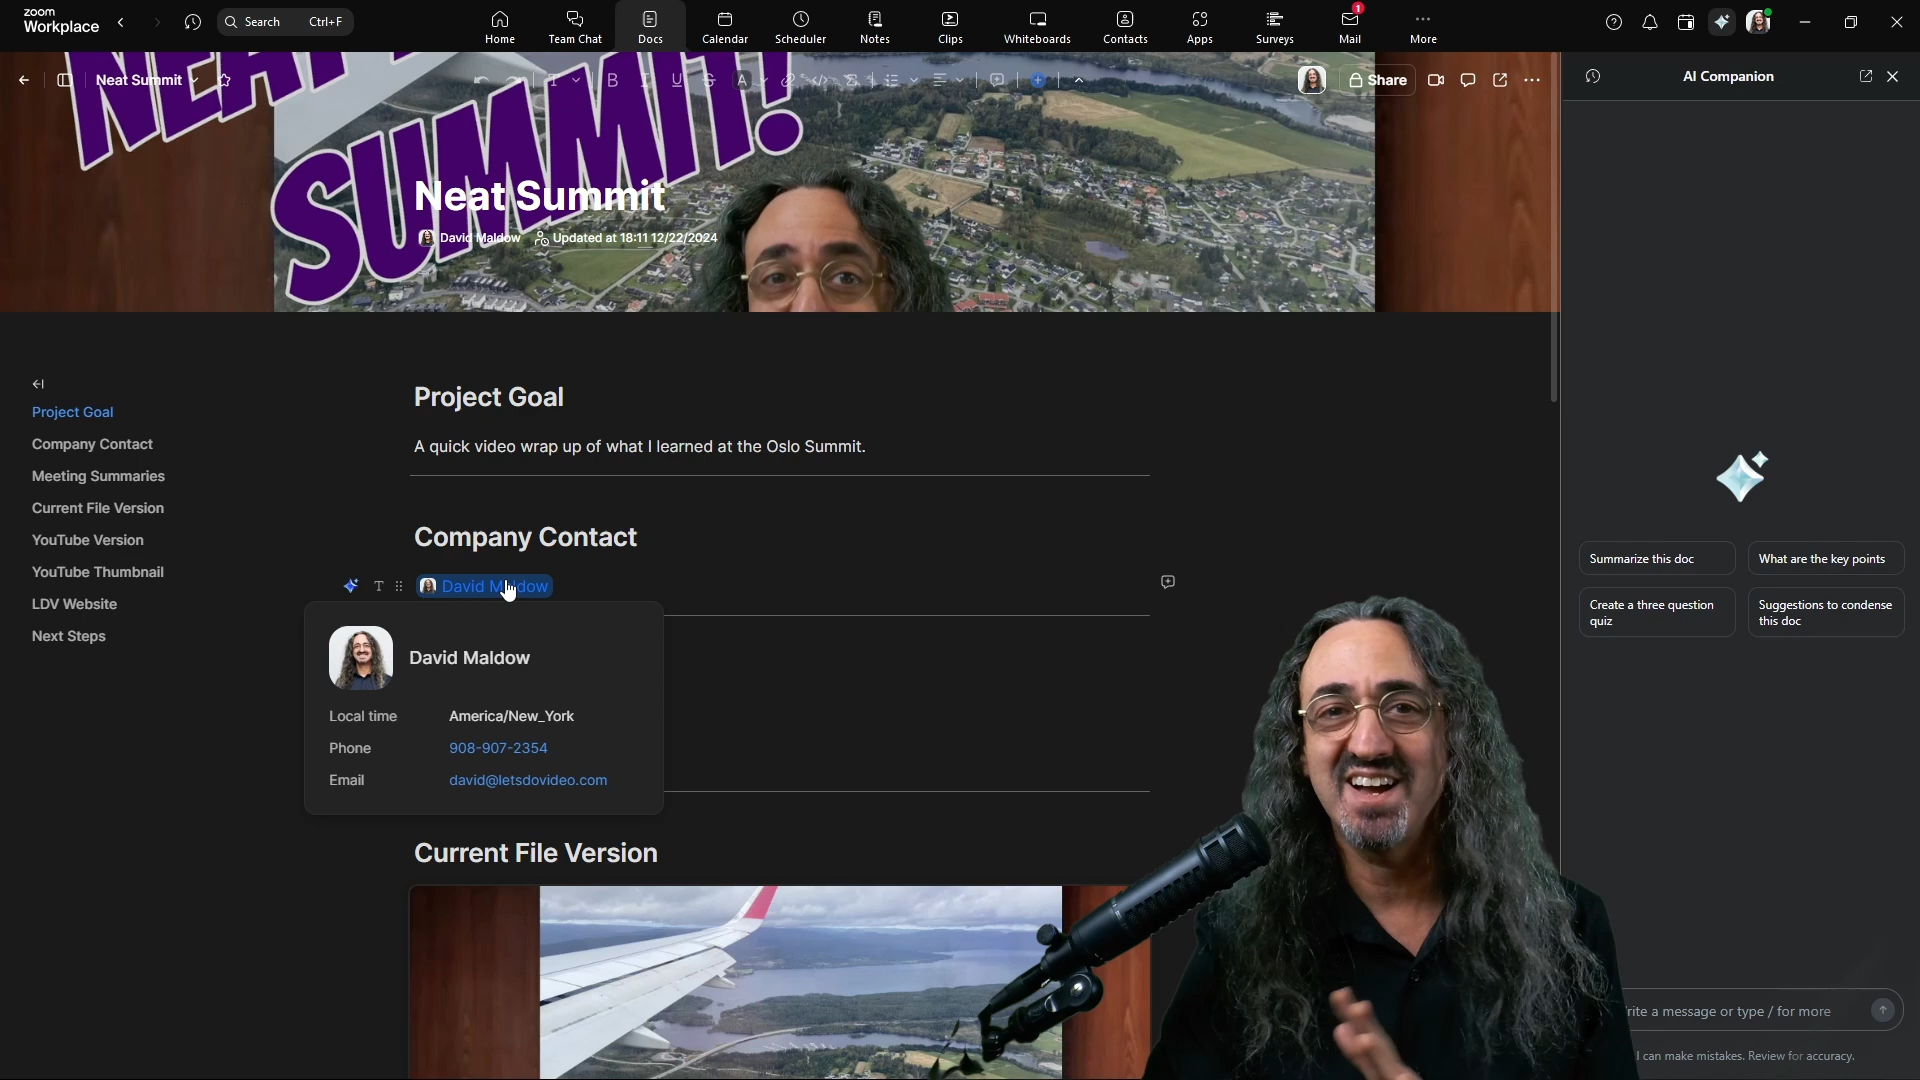 zoom
Workplace
Search Ctrl+F
Home
Team Chat
Docs
Calendar
Scheduler
Notes
Clips
Whiteboards
Contacts
Apps
Surveys
1
Mail
More
Neat Summit
Share
AI Companion
SUMMIT!
Neat Summit
David Maldow Updated at 18:11 12/22/2024
Project Goal
Company Contact
Meeting Summaries
Current File Version
YouTube Version
YouTube Thumbnail
LDV Website
Next Steps
Project Goal
A quick video wrap up of what I learned at the Oslo Summit.
Company Contact
David Maldow
David Maldow
Local time America/New_York
Phone 908-907-2354
Email david@letsdovideo.com
Current File Version
Summarize this doc
What are the key points
Create a three question
quiz
Suggestions to condense
this doc
rite a message or type / for more
I can make mistakes. Review for accuracy.